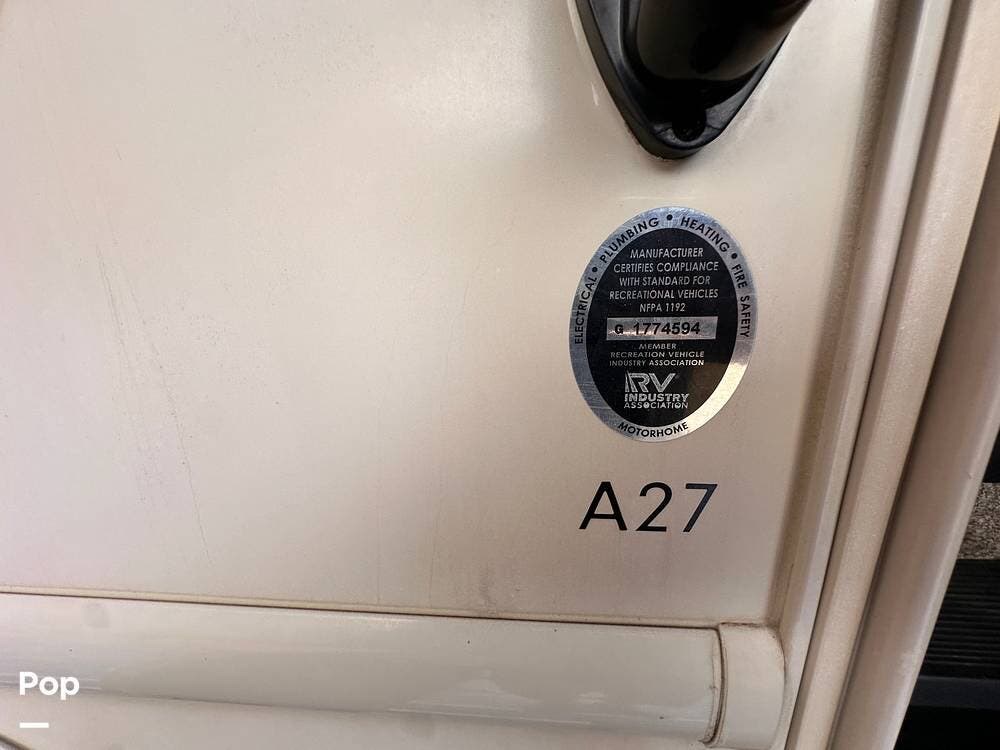 ELECTRICAL • PLUMBING • HEATING • FIRE SAFETY
MANUFACTURER
CERTIFIES COMPLIANCE
WITH STANDARD FOR
RECREATIONAL VEHICLES
NFPA 1192
G 1774594
MEMBER
RECREATION VEHICLE
INDUSTRY ASSOCIATION
RV
INDUSTRY
ASSOCIATION
MOTORHOME
A27
Pop